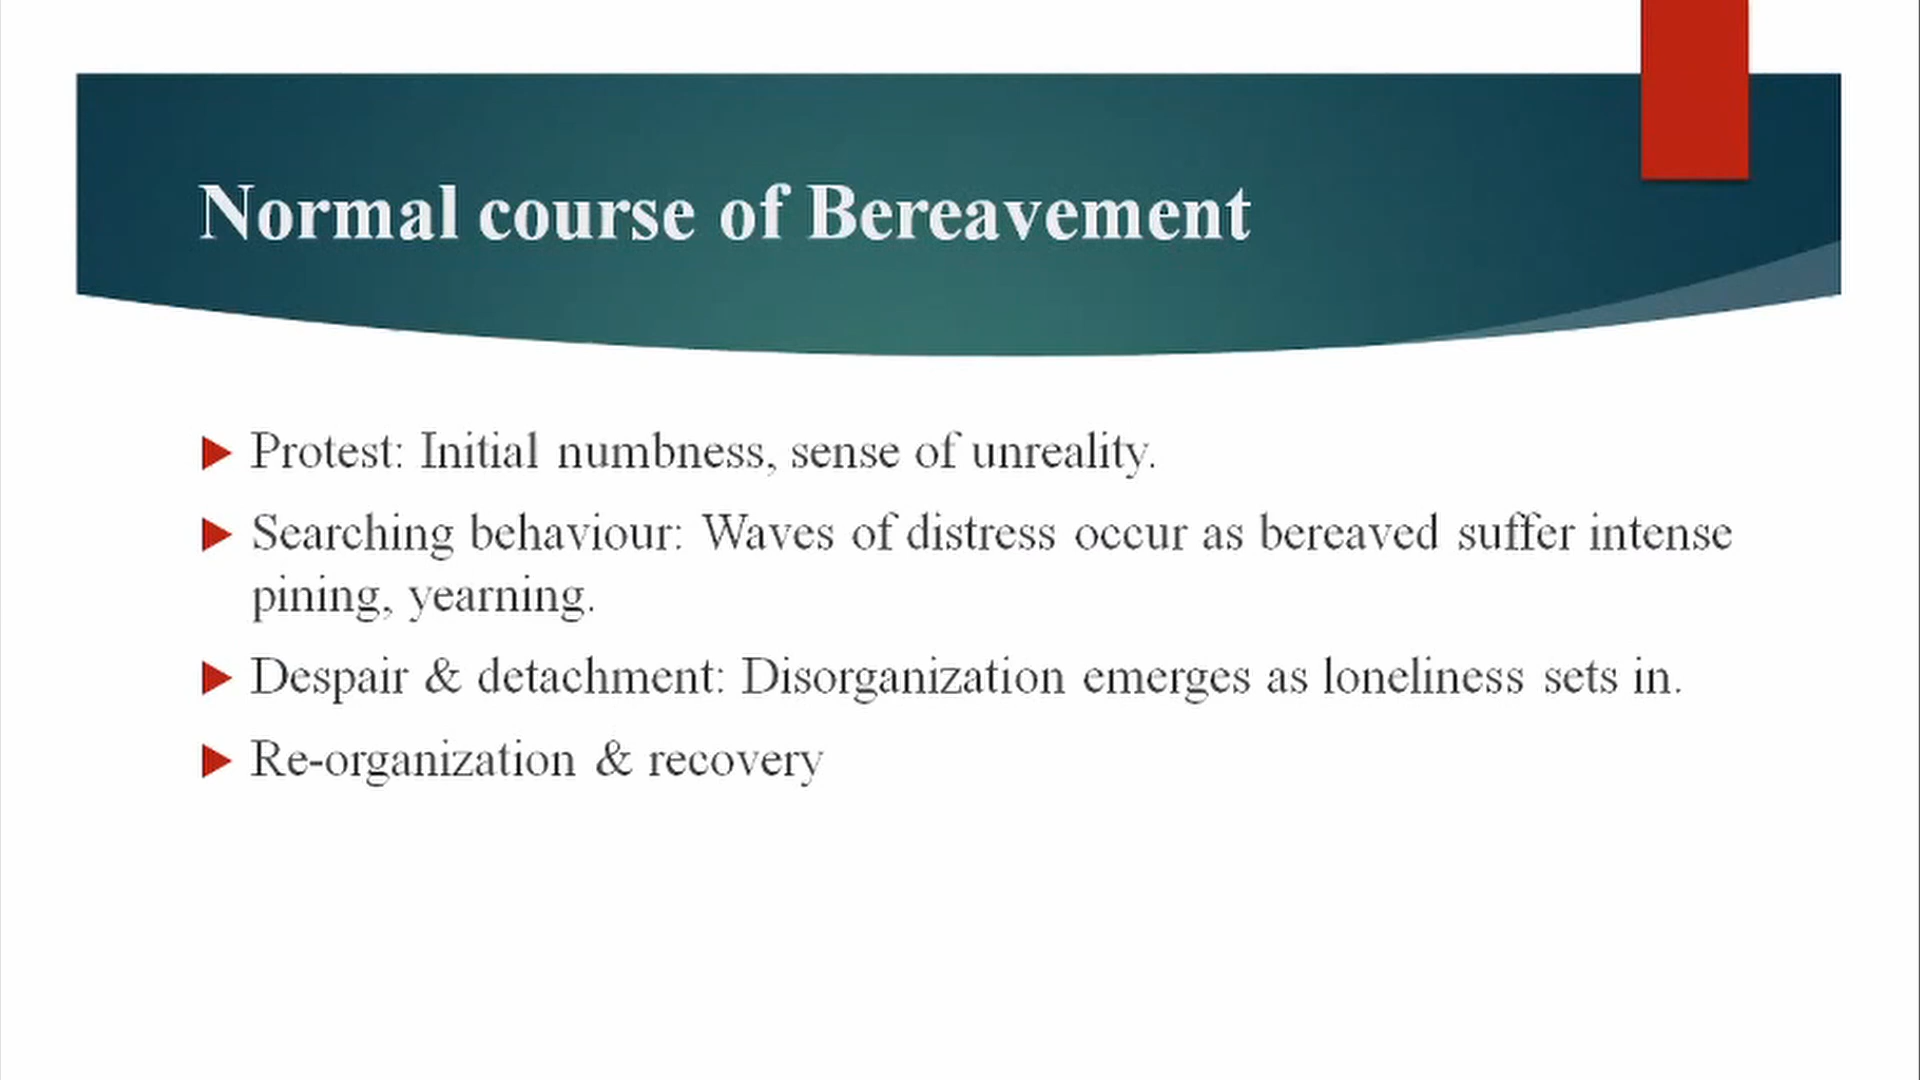 Normal course of Bereavement
Protest: Initial numbness, sense of unreality.
Searching behaviour: Waves of distress occur as bereaved suffer intense
pining, yearning.
Despair & detachment: Disorganization emerges as loneliness sets in.
Re-organization & recovery